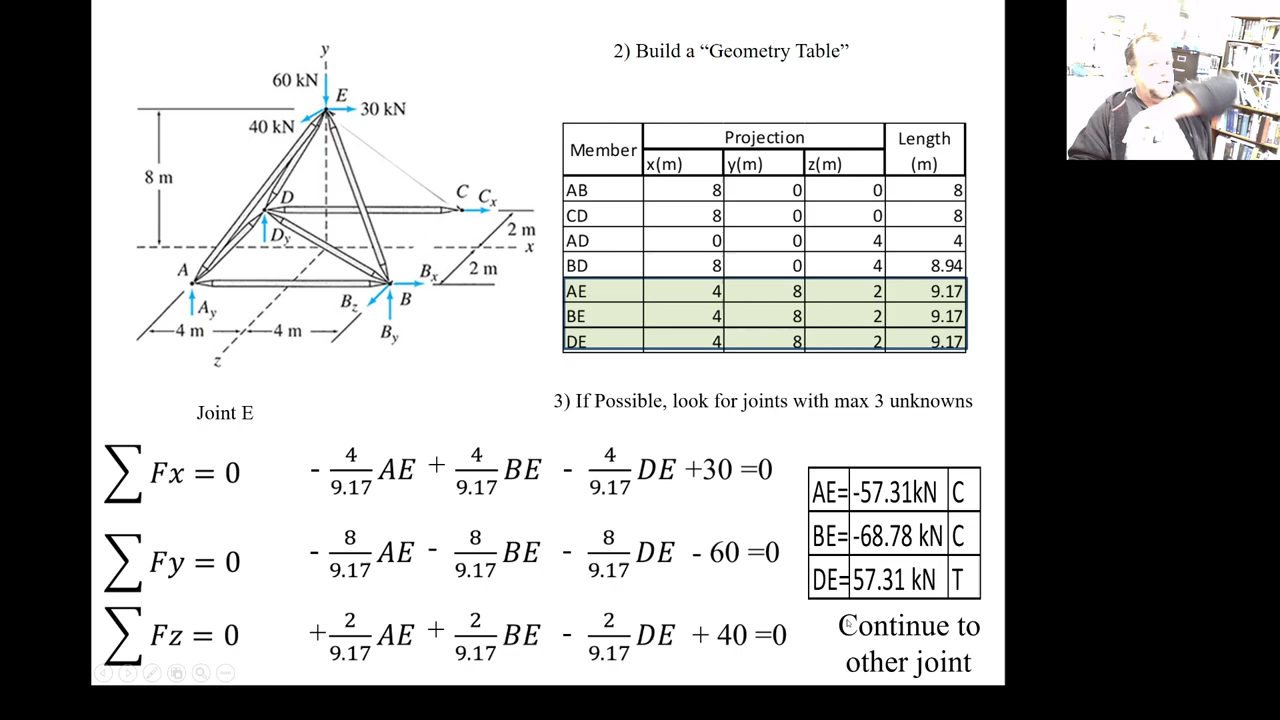 2) Build a “Geometry Table”
y
60 kN
E
30 kN
40 kN
8 m
D
C Cx
Dy
2 m
x
A
Bx
2 m
Ay
Bz
B
4 m
4 m
By
z
Member Projection Length
x(m) y(m) z(m) (m)
AB 8 0 0 8
CD 8 0 0 8
AD 0 0 4 4
BD 8 0 4 8.94
AE 4 8 2 9.17
BE 4 8 2 9.17
DE 4 8 2 9.17
3) If Possible, look for joints with max 3 unknowns
Joint E
∑ Fx = 0 - 4/9.17 AE + 4/9.17 BE - 4/9.17 DE +30 =0
∑ Fy = 0 - 8/9.17 AE - 8/9.17 BE - 8/9.17 DE - 60 =0
∑ Fz = 0 + 2/9.17 AE + 2/9.17 BE - 2/9.17 DE + 40 =0
AE= -57.31kN C
BE= -68.78 kN C
DE= 57.31 kN T
Continue to
other joint